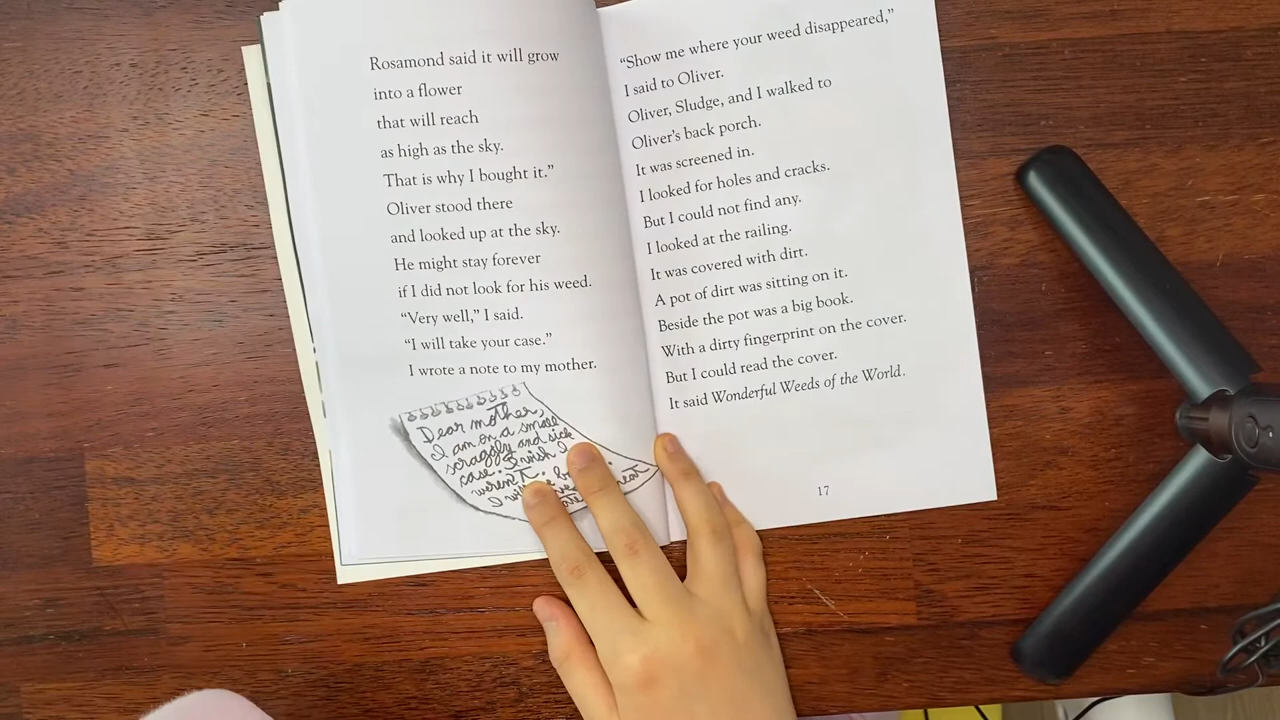 Rosamond said it will grow
into a flower
that will reach
as high as the sky.
That is why I bought it.”
Oliver stood there
and looked up at the sky.
He might stay forever
if I did not look for his weed.
“Very well,” I said.
“I will take your case.”
I wrote a note to my mother.
Dear mother,
I am on a small
scraggly and sick
case. I wish I
weren't.
I
“Show me where your weed disappeared,”
I said to Oliver.
Oliver, Sludge, and I walked to
Oliver’s back porch.
It was screened in.
I looked for holes and cracks.
But I could not find any.
I looked at the railing.
It was covered with dirt.
A pot of dirt was sitting on it.
Beside the pot was a big book.
With a dirty fingerprint on the cover.
But I could read the cover.
It said Wonderful Weeds of the World.
17